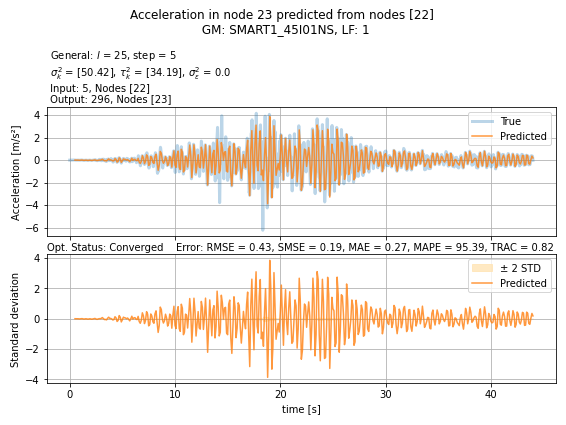 Acceleration in node 23 predicted from nodes [22]
GM: SMART1_45I01NS, LF: 1
General: l = 25, step = 5
σ²ₖ = [50.42], τ²ₖ = [34.19], σ²ε = 0.0
Input: 5, Nodes [22]
Output: 296, Nodes [23]
Acceleration [m/s²]
4
2
0
−2
−4
−6
True
Predicted
Opt. Status: Converged Error: RMSE = 0.43, SMSE = 0.19, MAE = 0.27, MAPE = 95.39, TRAC = 0.82
Standard deviation
4
2
0
−2
−4
± 2 STD
Predicted
0 10 20 30 40
time [s]